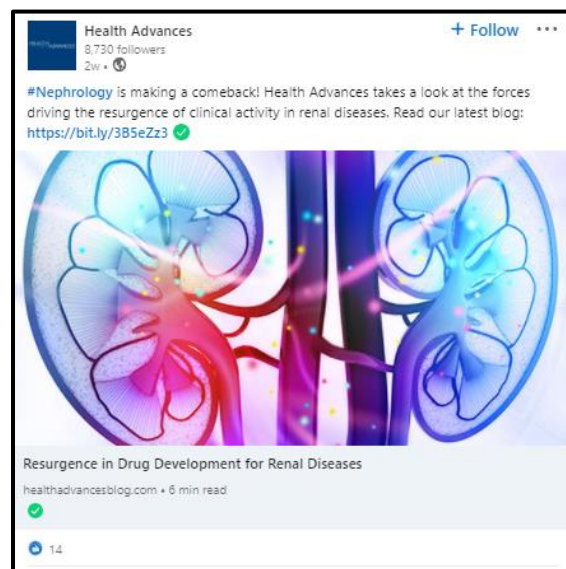 HEALTH ADVANCES
Health Advances
8,730 followers
2w •
+ Follow
#Nephrology is making a comeback! Health Advances takes a look at the forces
driving the resurgence of clinical activity in renal diseases. Read our latest blog:
https://bit.ly/3B5eZz3
Resurgence in Drug Development for Renal Diseases
healthadvancesblog.com • 6 min read
14